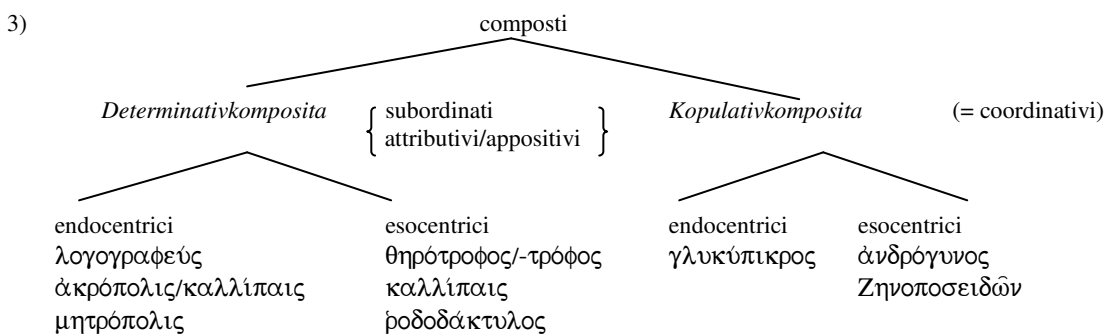 3) composti
Determinativkomposita { subordinati } Kopulativkomposita (= coordinativi)
attributivi/appositivi
endocentrici esocentrici endocentrici esocentrici
λογογραφεύς θηρότροφος/-τρόφος γλυκύπικρος ἀνδρόγυνος
ἀκρόπολις/καλλίπαις καλλίπαις Ζηνοποσειδῶν
μητρόπολις ῥοδοδάκτυλος